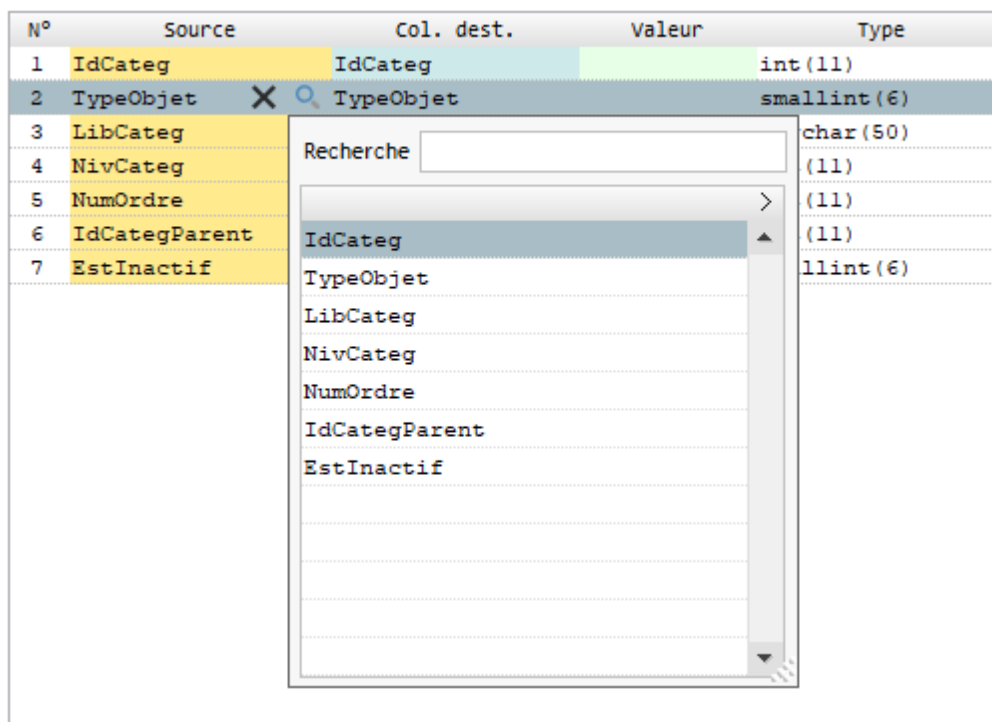 N° Source Col. dest. Valeur Type
1 IdCateg IdCateg int(11)
2 TypeObjet TypeObjet smallint(6)
3 LibCateg char(50)
4 NivCateg (11)
5 NumOrdre (11)
6 IdCategParent (11)
7 EstInactif llint(6)
Recherche
>
IdCateg
TypeObjet
LibCateg
NivCateg
NumOrdre
IdCategParent
EstInactif